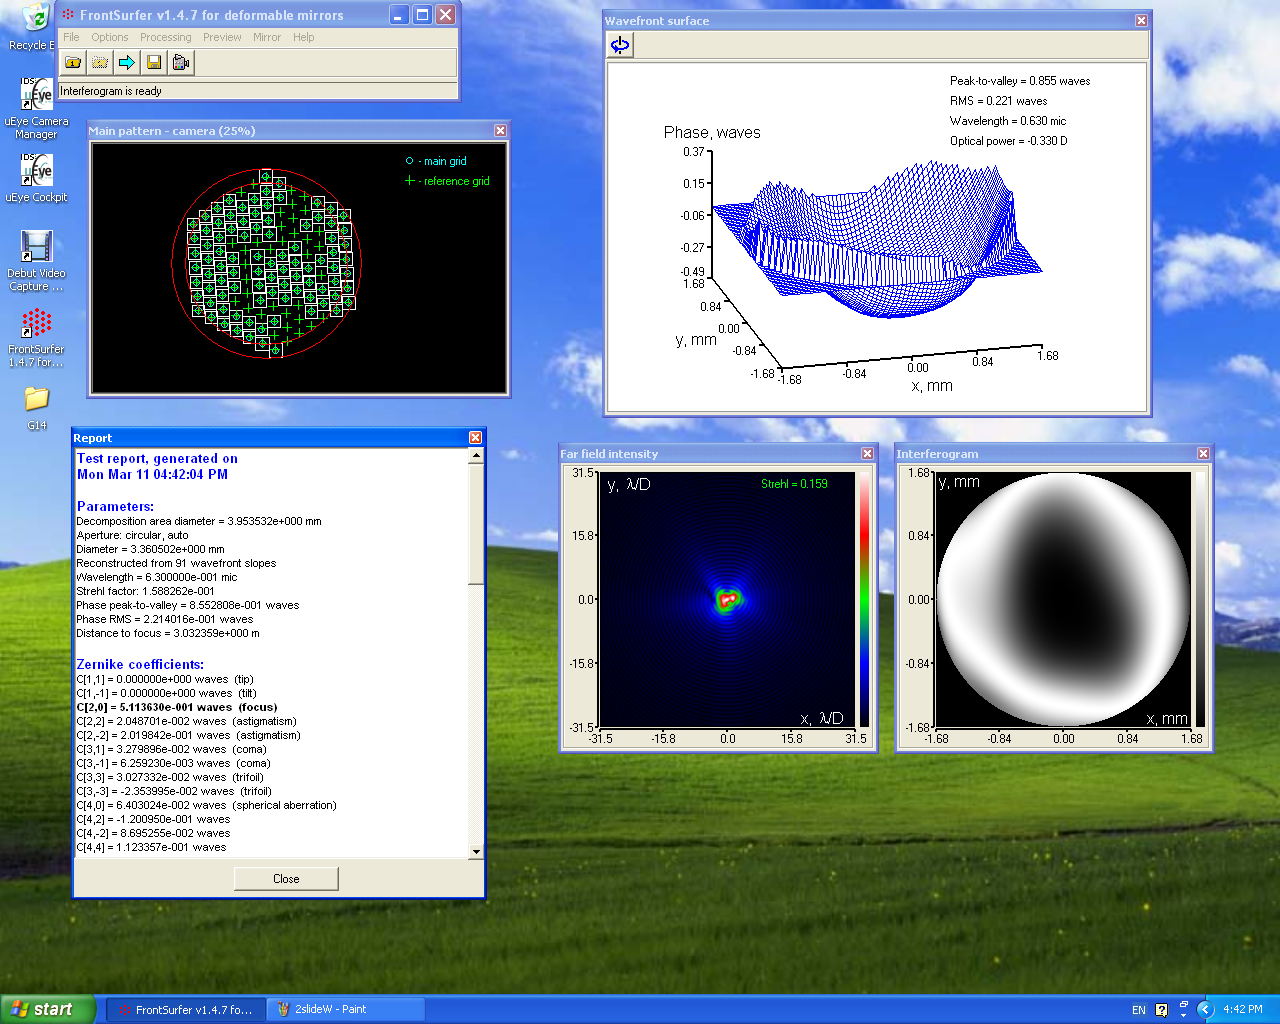 Recycle B
IDS:
uEye Camera
Manager
IDS:
uEye Cockpit
Debut Video
Capture ...
FrontSurfer
1.4.7 for...
G14
FrontSurfer v1.4.7 for deformable mirrors
File Options Processing Preview Mirror Help
Interferogram is ready
Main pattern - camera (25%)
- main grid
- reference grid
Wavefront surface
Peak-to-valley = 0.855 waves
RMS = 0.221 waves
Wavelength = 0.630 mic
Optical power = -0.330 D
Phase, waves
0.37
0.15
-0.06
-0.27
-0.49
1.68
0.84
0.00
-0.84
-1.68
y, mm
-1.68
-0.84
0.00
0.84
1.68
x, mm
Report
Test report, generated on
Mon Mar 11 04:42:04 PM
Parameters:
Decomposition area diameter = 3.953532e+000 mm
Aperture: circular, auto
Diameter = 3.360502e+000 mm
Reconstructed from 91 wavefront slopes
Wavelength = 6.300000e-001 mic
Strehl factor: 1.588262e-001
Phase peak-to-valley = 8.552808e-001 waves
Phase RMS = 2.214016e-001 waves
Distance to focus = 3.032359e+000 m
Zernike coefficients:
C[1,1] = 0.000000e+000 waves (tip)
C[1,-1] = 0.000000e+000 waves (tilt)
C[2,0] = 5.113630e-001 waves (focus)
C[2,2] = 2.048701e-002 waves (astigmatism)
C[2,-2] = 2.019842e-001 waves (astigmatism)
C[3,1] = 3.279896e-002 waves (coma)
C[3,-1] = 6.259230e-003 waves (coma)
C[3,3] = 3.027332e-002 waves (trifoil)
C[3,-3] = -2.353995e-002 waves (trifoil)
C[4,0] = 6.403024e-002 waves (spherical aberration)
C[4,2] = -1.200950e-001 waves
C[4,-2] = 8.695255e-002 waves
C[4,4] = 1.123357e-001 waves
Close
Far field intensity
31.5
15.8
0.0
-15.8
-31.5
y, λ/D
Strehl = 0.159
x, λ/D
-31.5 -15.8 0.0 15.8 31.5
Interferogram
1.68
0.84
0.00
-0.84
-1.68
y, mm
x, mm
-1.68 -0.84 0.00 0.84 1.68
start
FrontSurfer v1.4.7 fo...
2slideW - Paint
EN
4:42 PM